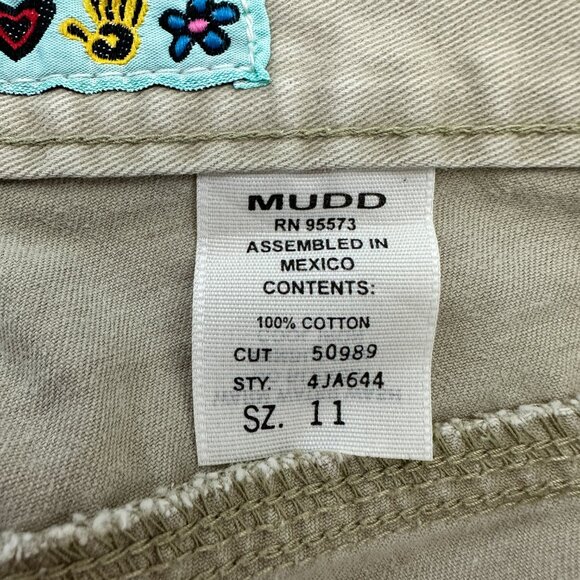 MUDD
RN 95573
ASSEMBLED IN
MEXICO
CONTENTS:
100% COTTON
CUT 50989
STY. 4JA644
SZ. 11